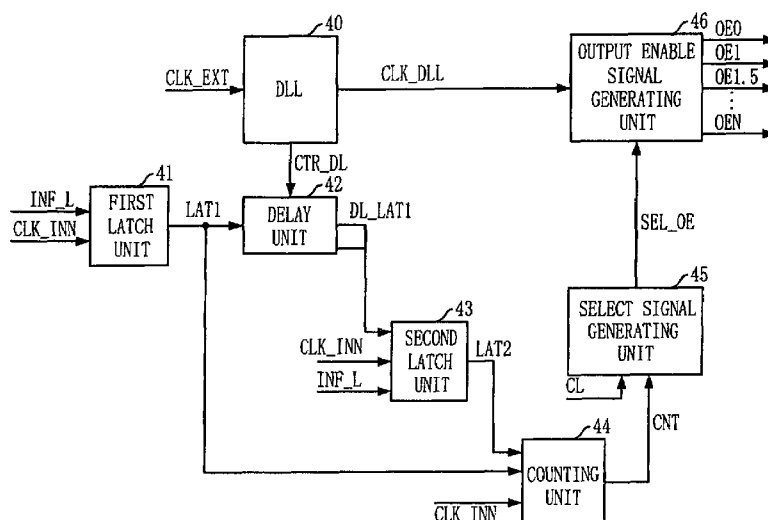 40
46
OE0
CLK_EXT
DLL
CLK_DLL
OUTPUT ENABLE
SIGNAL
GENERATING
UNIT
OE1
OE1.5
OEN
CTR_DL
41
42
INF_L
CLK_INN
FIRST
LATCH
UNIT
LAT1
DELAY
UNIT
DL_LAT1
SEL_OE
45
43
SELECT SIGNAL
GENERATING
UNIT
CLK_INN
INF_L
SECOND
LATCH
UNIT
LAT2
CL
CNT
44
COUNTING
UNIT
CLK_INN